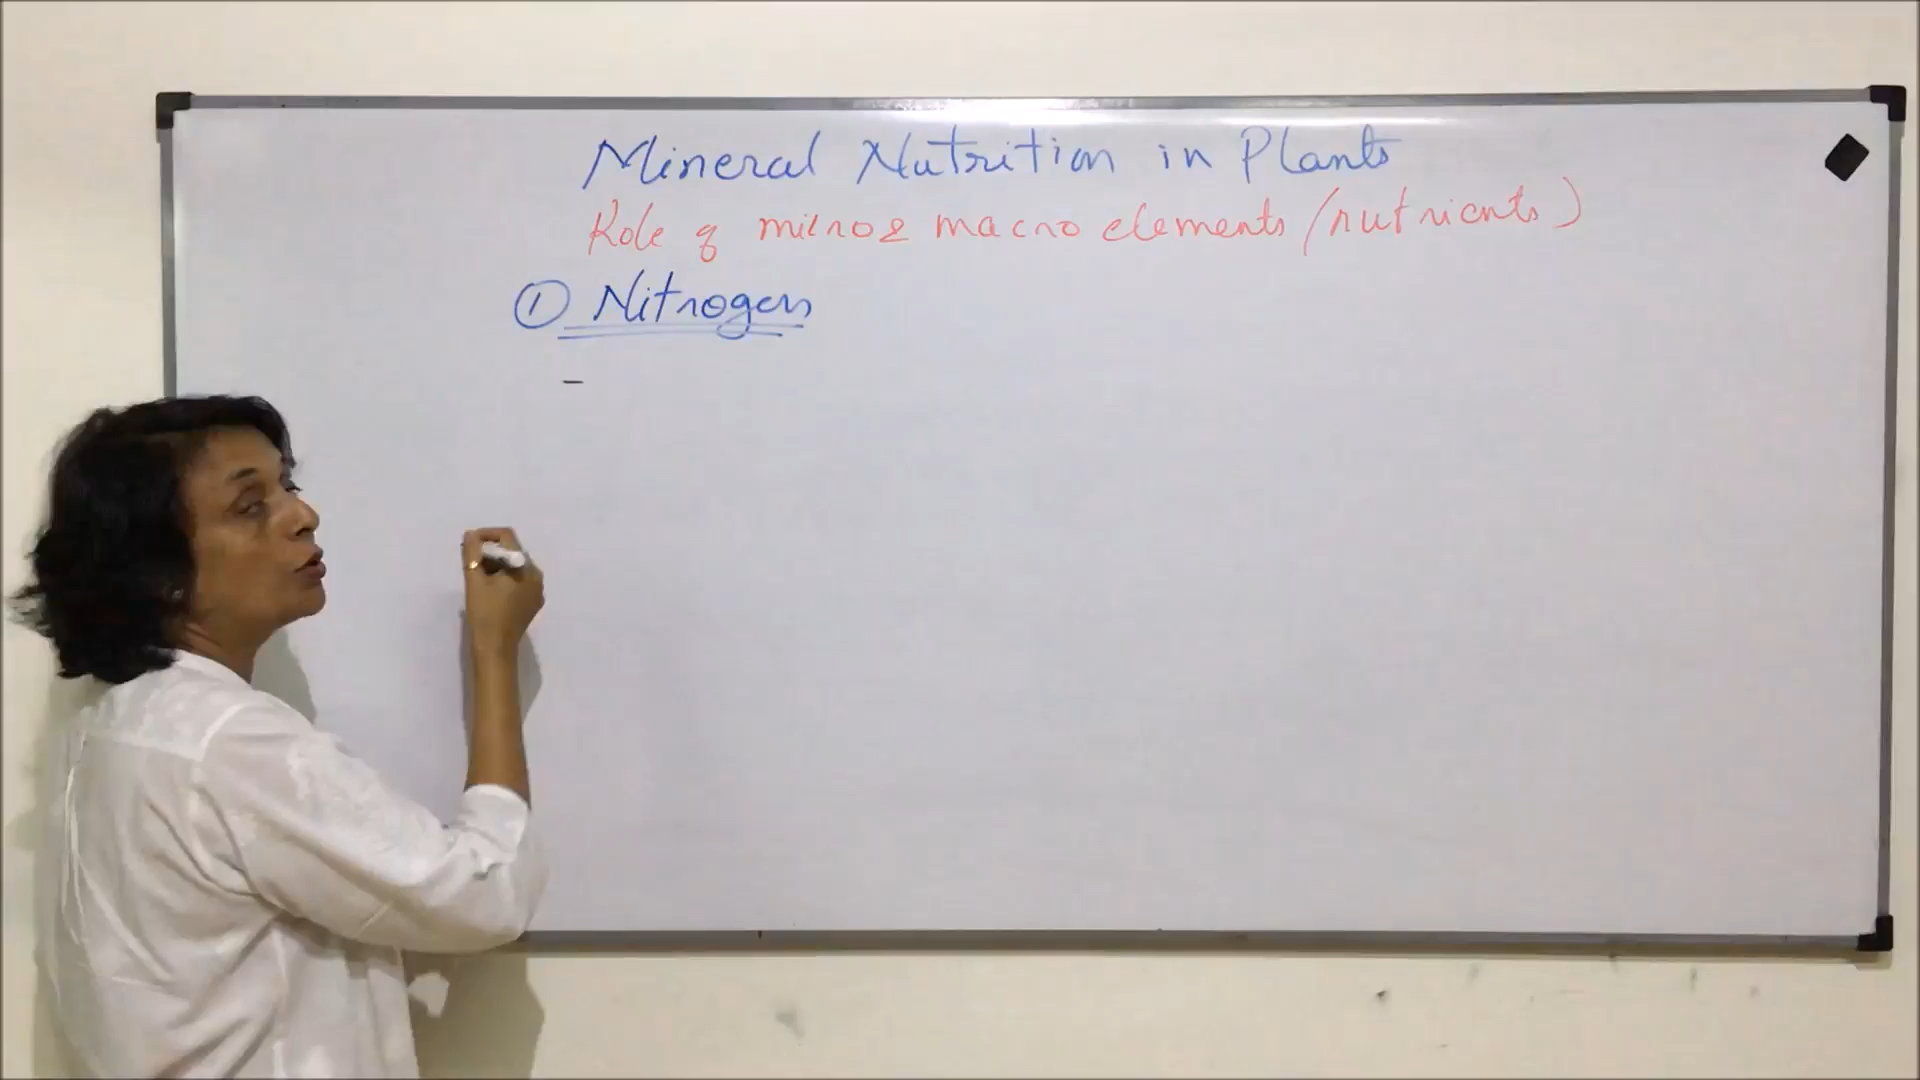 Mineral Nutrition in Plants
Role of micro & macro elements (nutrients)
① Nitrogen
-